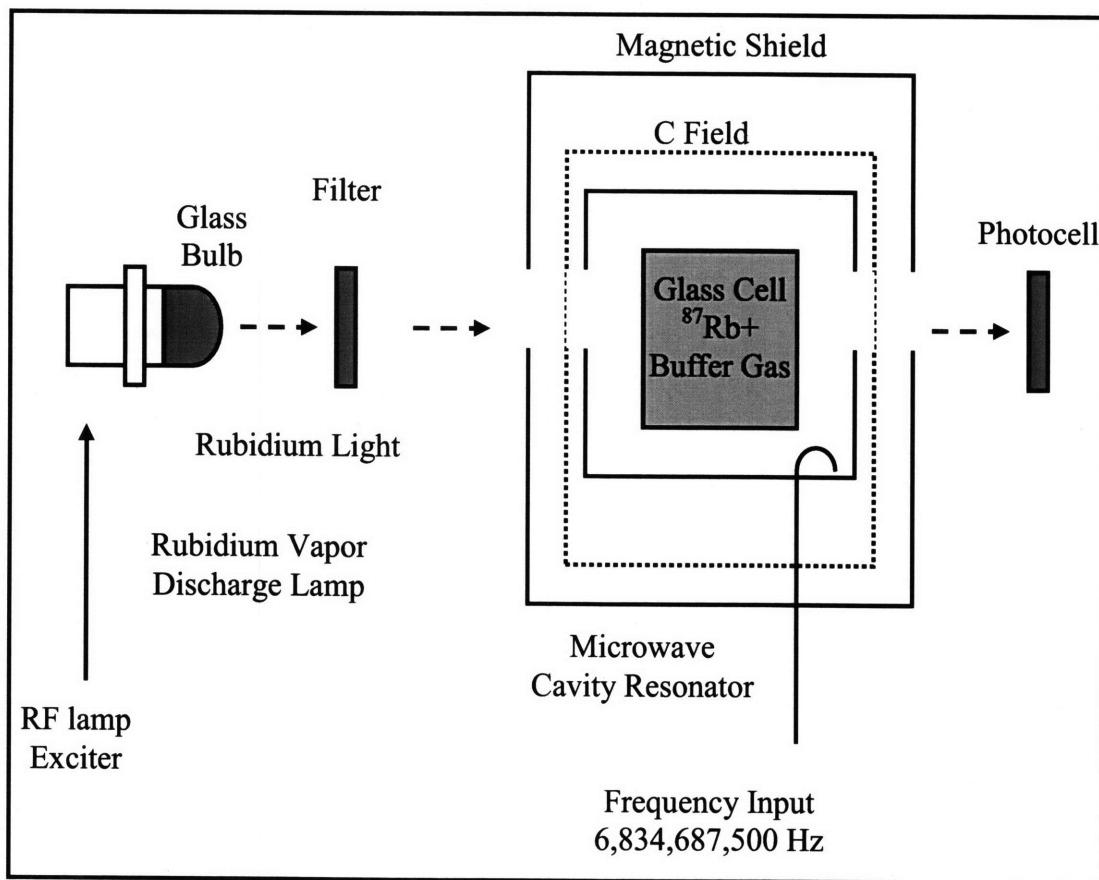 Magnetic Shield
C Field
Filter
Glass
Bulb
Photocell
Glass Cell
⁸⁷Rb+
Buffer Gas
Rubidium Light
Rubidium Vapor
Discharge Lamp
Microwave
Cavity Resonator
RF lamp
Exciter
Frequency Input
6,834,687,500 Hz